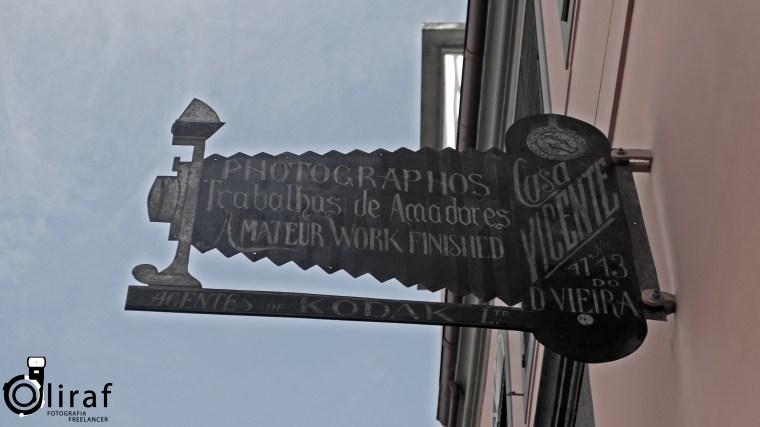 PHOTOGRAPHOS
Trabalhos de Amadores
AMATEUR WORK FINISHED
AGENTES DE KODAK LTD
Casa
VICENTE
41-43
DO
D. VIEIRA
Oliraf
FOTOGRAFIA
FREELANCER